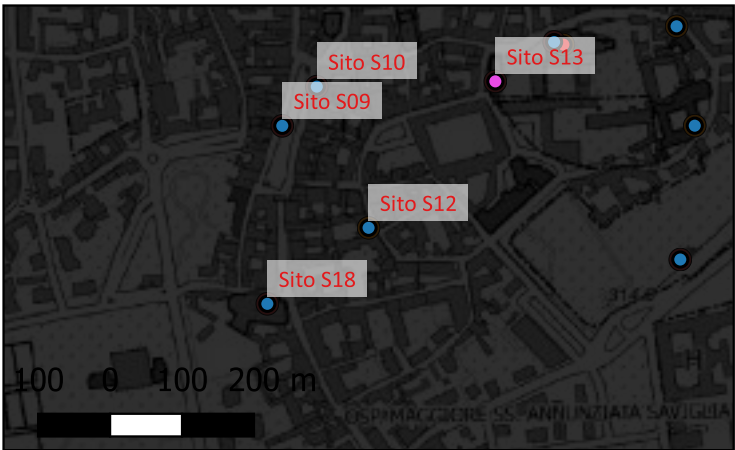 Sito S10
Sito S13
Sito S09
Sito S12
Sito S18
100 0 100 200 m
H
OSP. MAGGIORE SS. ANNUNZIATA SAVIGLIA